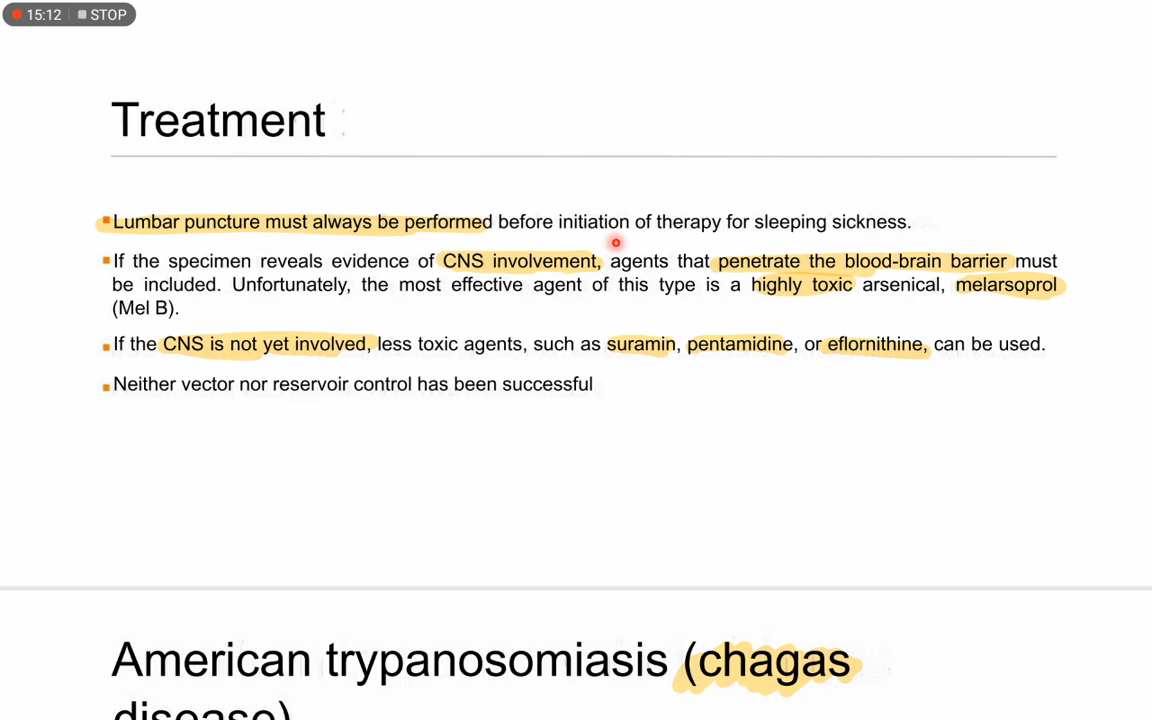 15:12 STOP
Treatment
Lumbar puncture must always be performed before initiation of therapy for sleeping sickness.
If the specimen reveals evidence of CNS involvement, agents that penetrate the blood-brain barrier must
be included. Unfortunately, the most effective agent of this type is a highly toxic arsenical, melarsoprol
(Mel B).
If the CNS is not yet involved, less toxic agents, such as suramin, pentamidine, or eflornithine, can be used.
Neither vector nor reservoir control has been successful
American trypanosomiasis (chagas
disease)